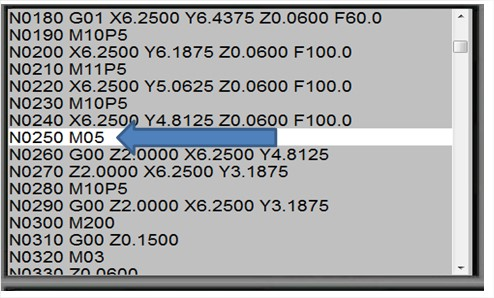 N0180 G01 X6.2500 Y6.4375 Z0.0600 F60.0
N0190 M10P5
N0200 X6.2500 Y6.1875 Z0.0600 F100.0
N0210 M11P5
N0220 X6.2500 Y5.0625 Z0.0600 F100.0
N0230 M10P5
N0240 X6.2500 Y4.8125 Z0.0600 F100.0
N0250 M05
N0260 G00 Z2.0000 X6.2500 Y4.8125
N0270 Z2.0000 X6.2500 Y3.1875
N0280 M10P5
N0290 G00 Z2.0000 X6.2500 Y3.1875
N0300 M200
N0310 G00 Z0.1500
N0320 M03
N0330 Z0.0600